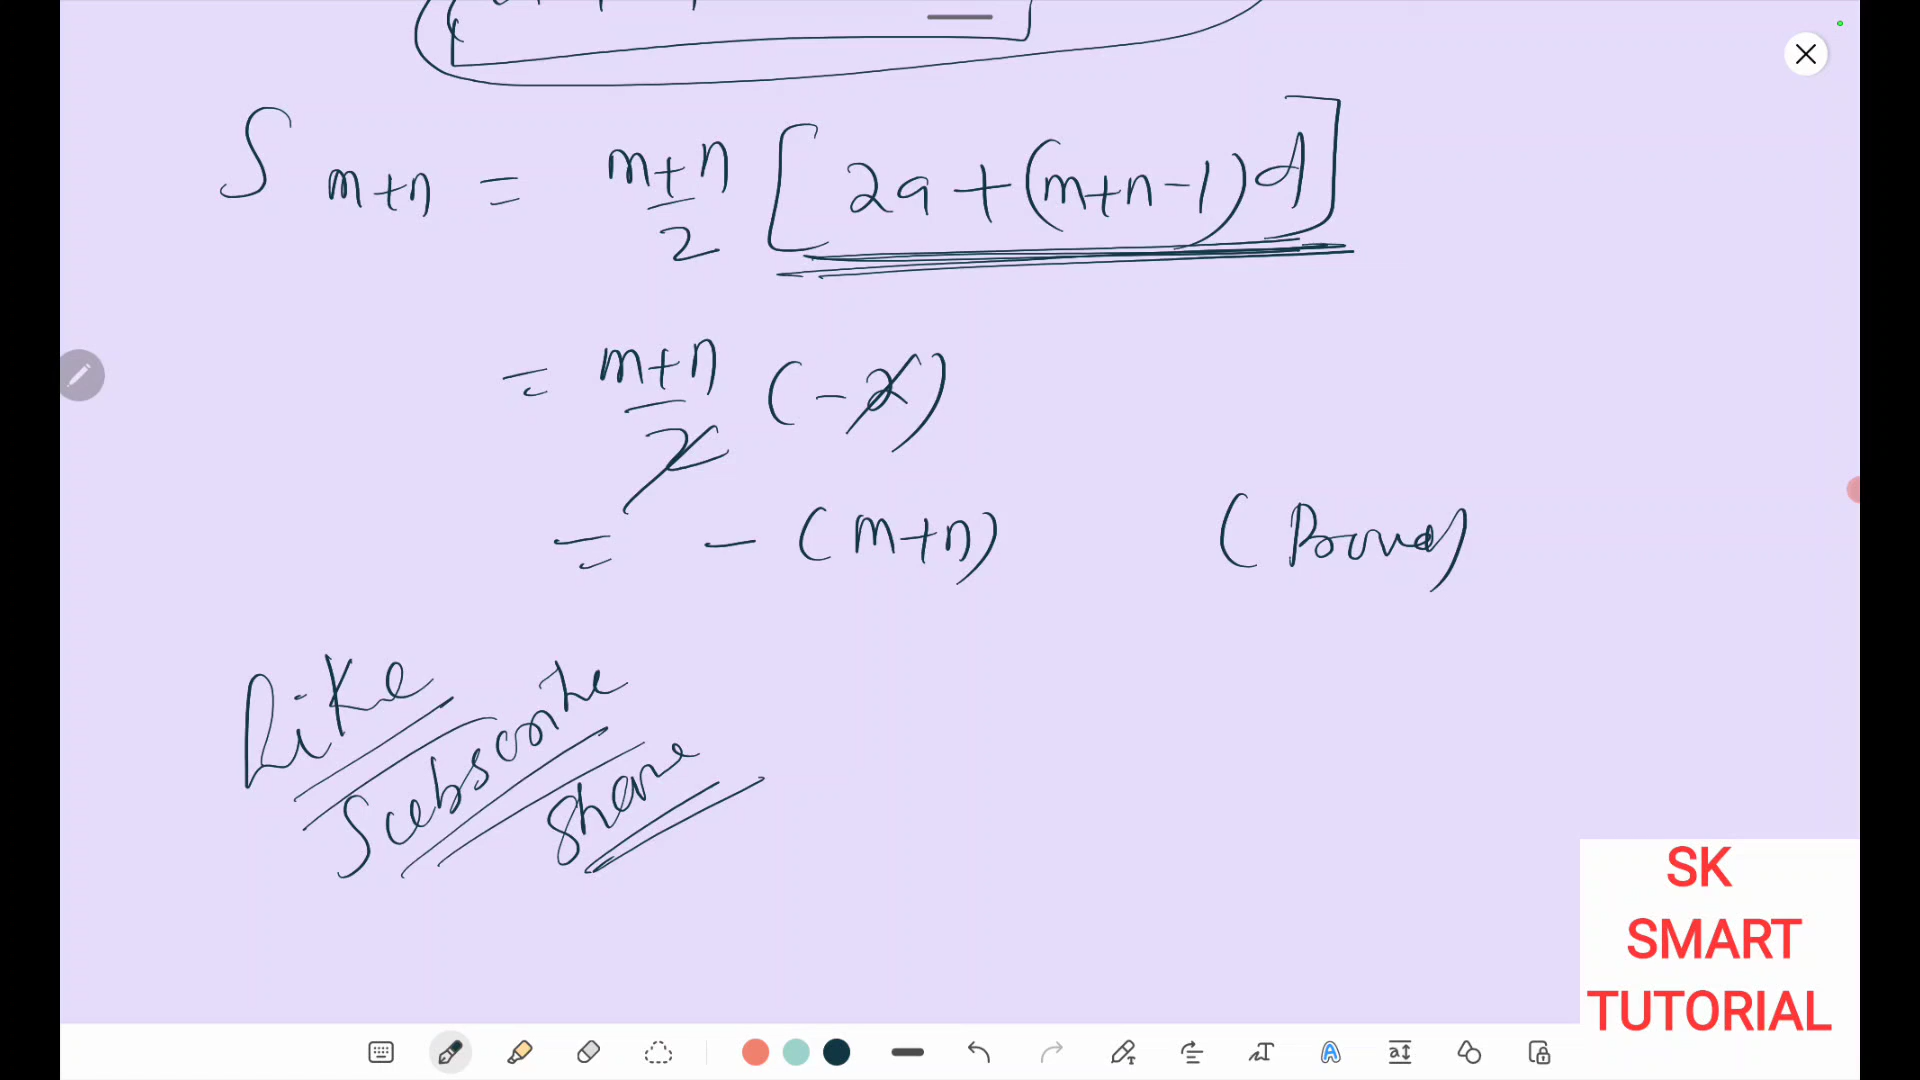 S m+n = m+n/2 [2a+(m+n-1)d]
= m+n/2 (-2)
= - (m+n) (Proved)
Like
Subscribe
Share
SK
SMART
TUTORIAL